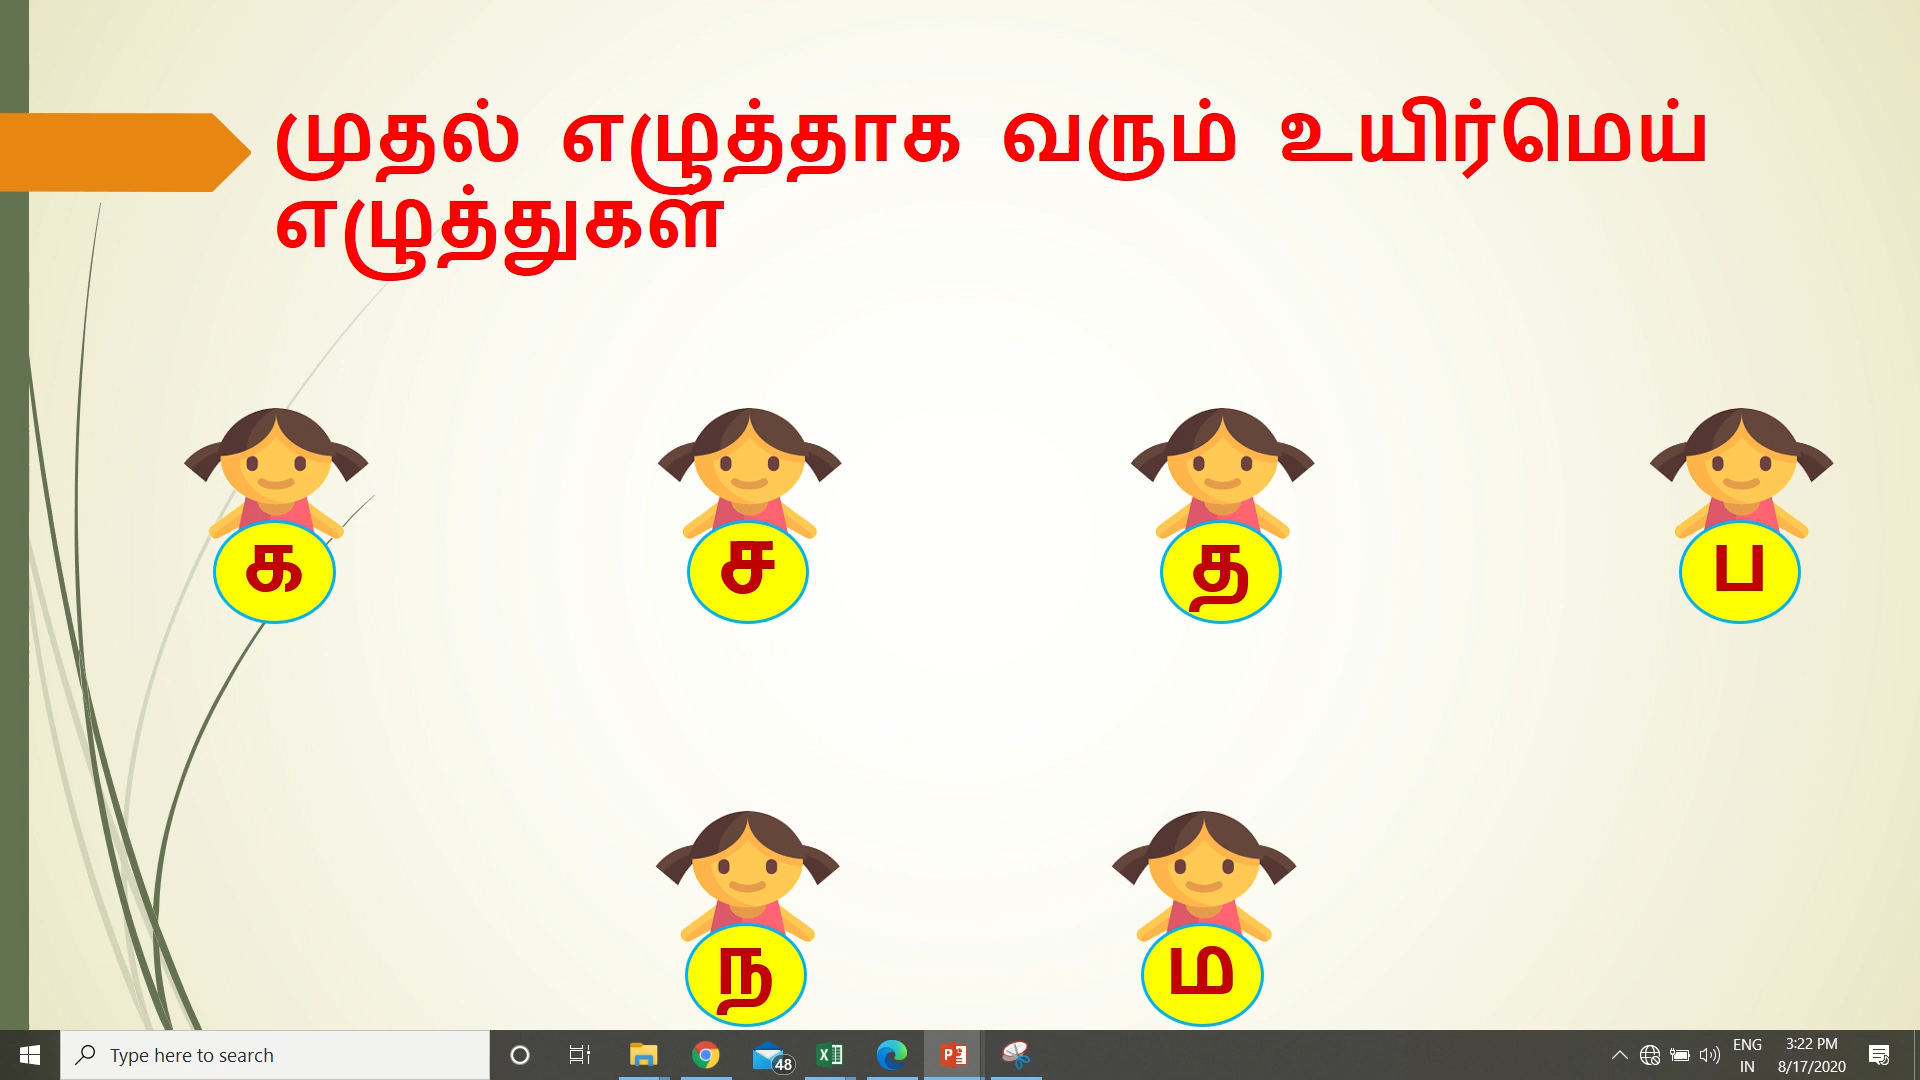 முதல் எழுத்தாக வரும் உயிர்மெய்
எழுத்துகள்
க ச த ப
ந ம
Type here to search
48
ENG
IN
3:22 PM
8/17/2020